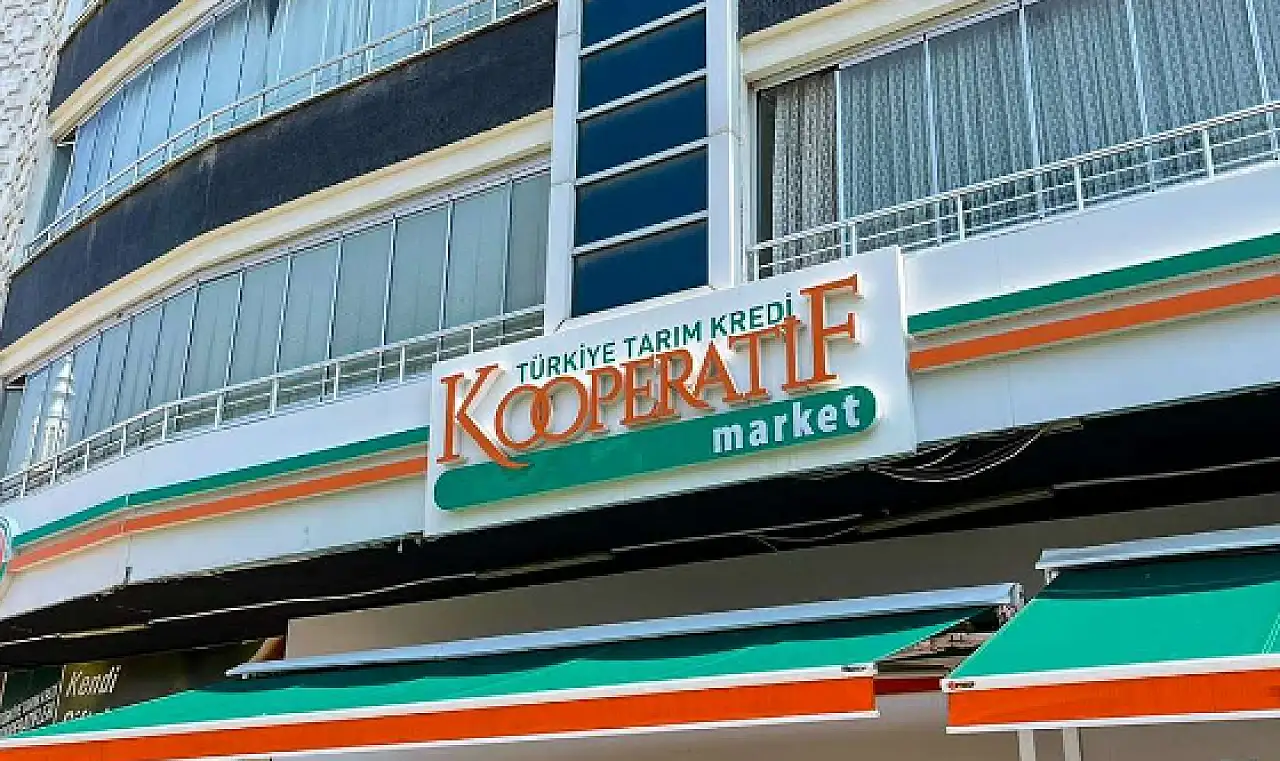 TÜRKİYE TARIM KREDİ
KOOPERATİF
market
Kendi